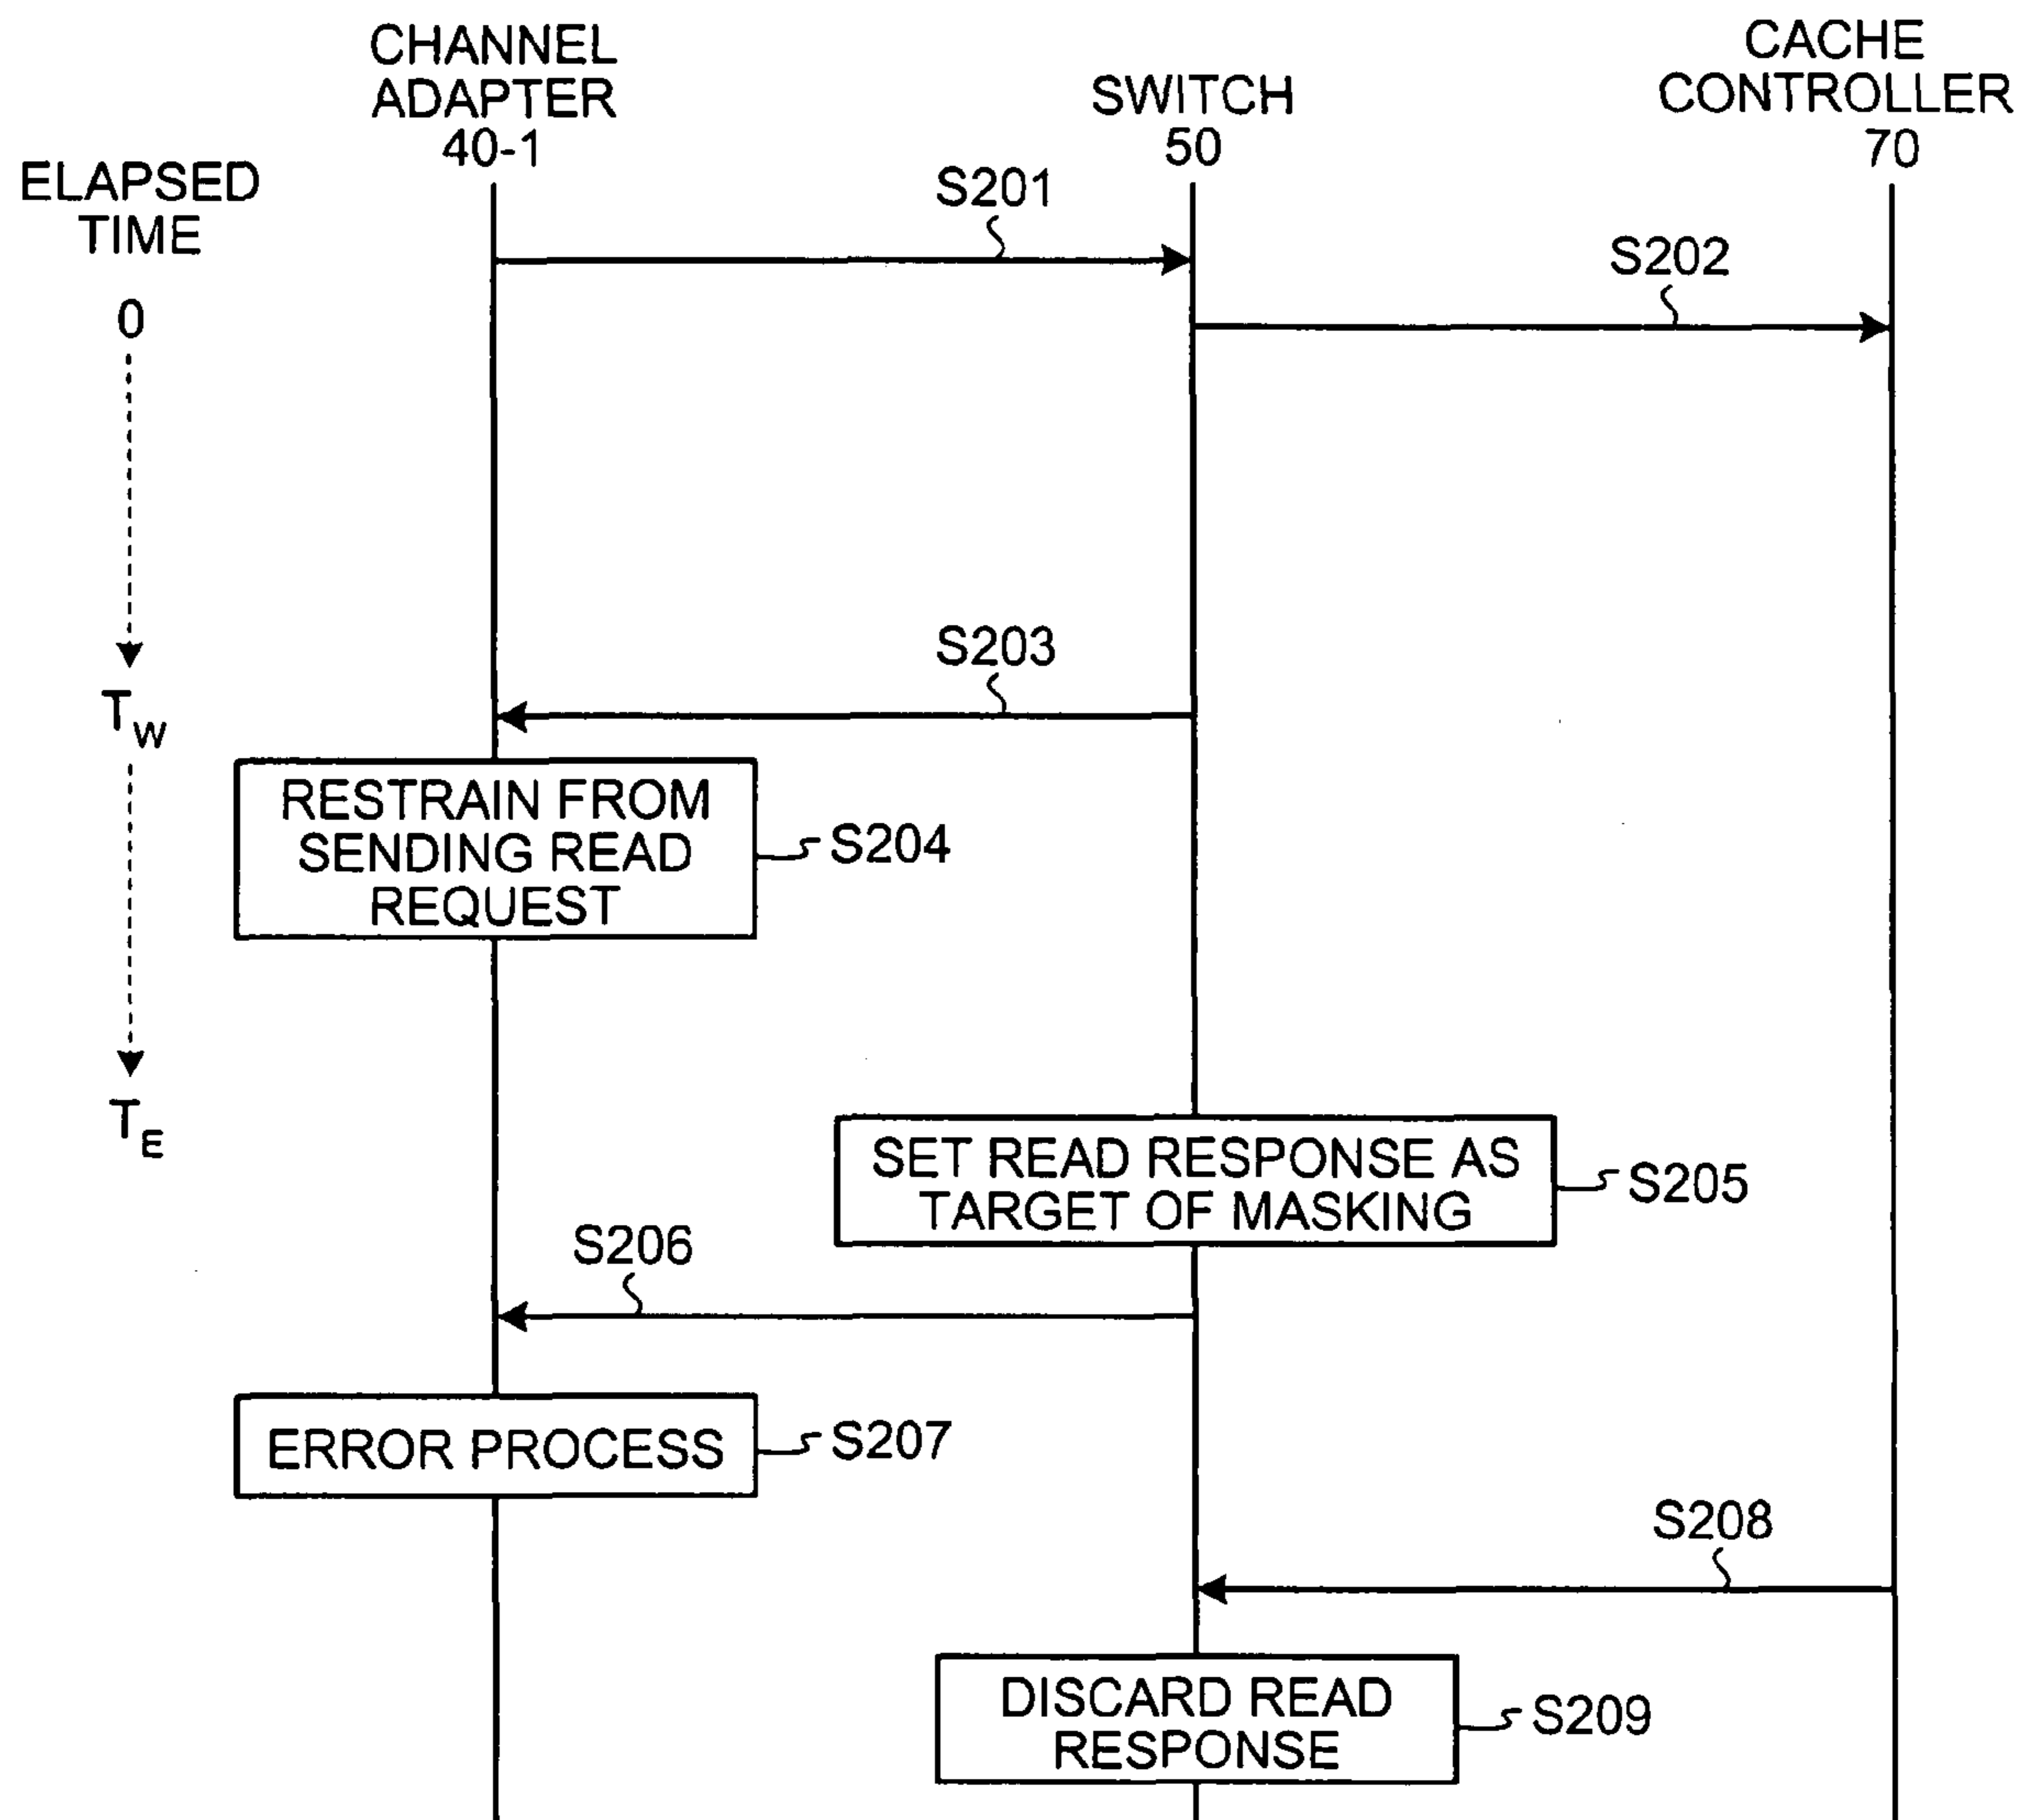 CHANNEL
ADAPTER
40-1
SWITCH
50
CACHE
CONTROLLER
70
ELAPSED
TIME
0
S201
S202
S203
TW
RESTRAIN FROM
SENDING READ
REQUEST
S204
TE
SET READ RESPONSE AS
TARGET OF MASKING
S205
S206
ERROR PROCESS
S207
S208
DISCARD READ
RESPONSE
S209